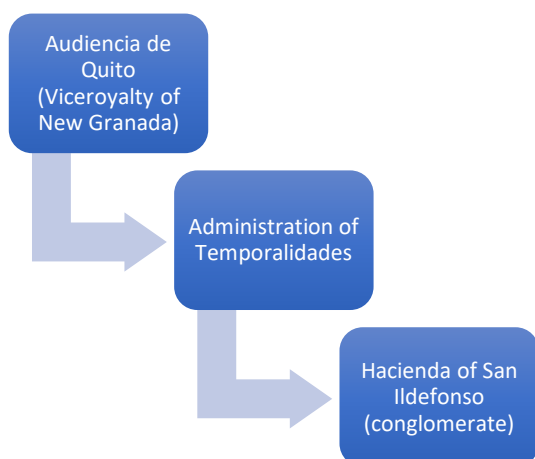 Audiencia de
Quito
(Viceroyalty of
New Granada)
Administration of
Temporalidades
Hacienda of San
Ildefonso
(conglomerate)